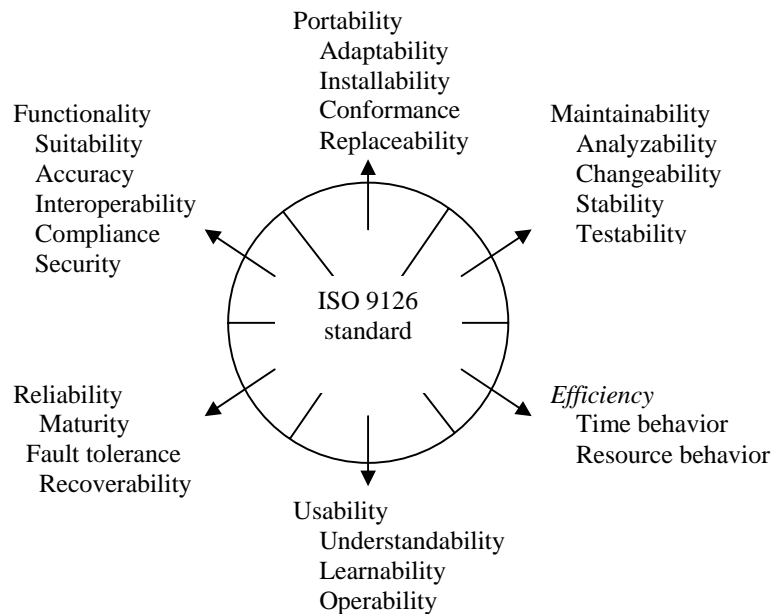 Portability
Adaptability
Installability
Conformance
Replaceability
Functionality
Suitability
Accuracy
Interoperability
Compliance
Security
Maintainability
Analyzability
Changeability
Stability
Testability
ISO 9126
standard
Reliability
Maturity
Fault tolerance
Recoverability
Efficiency
Time behavior
Resource behavior
Usability
Understandability
Learnability
Operability